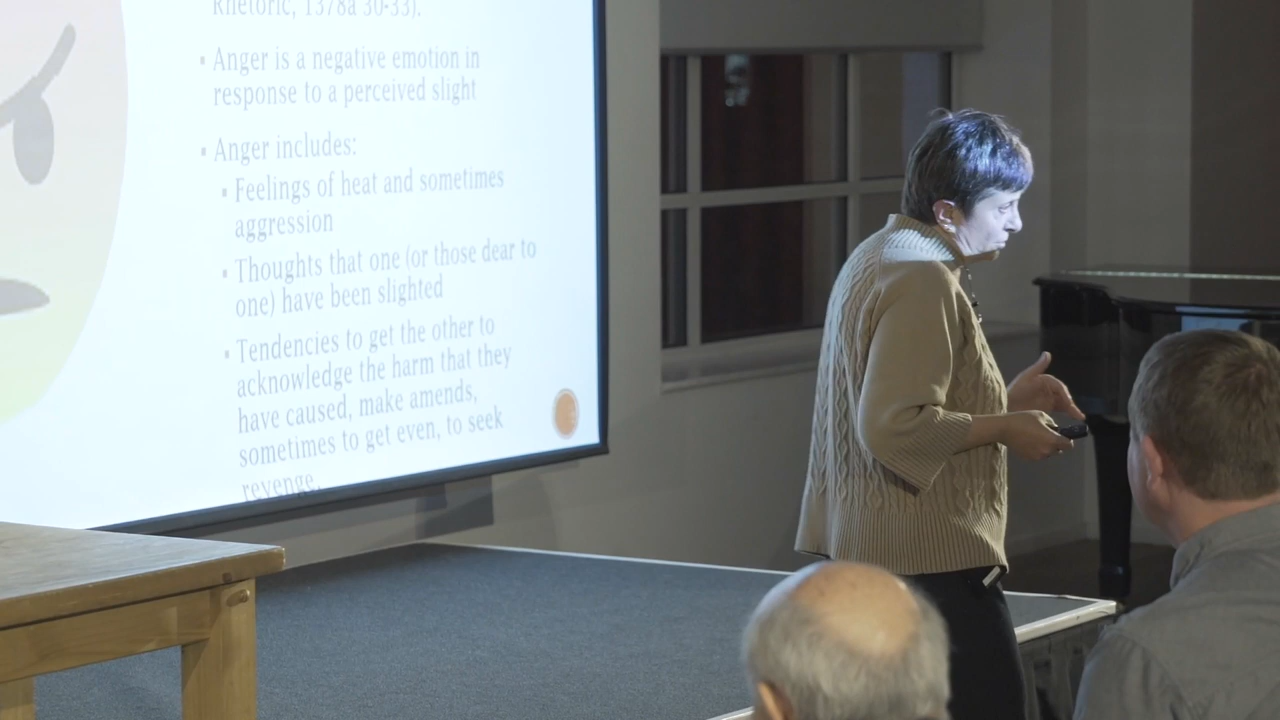 Rhetoric, 1378a 30-33).
▪ Anger is a negative emotion in
response to a perceived slight
▪ Anger includes:
▪ Feelings of heat and sometimes
aggression
▪ Thoughts that one (or those dear to
one) have been slighted
▪ Tendencies to get the other to
acknowledge the harm that they
have caused, make amends,
sometimes to get even, to seek
revenge.